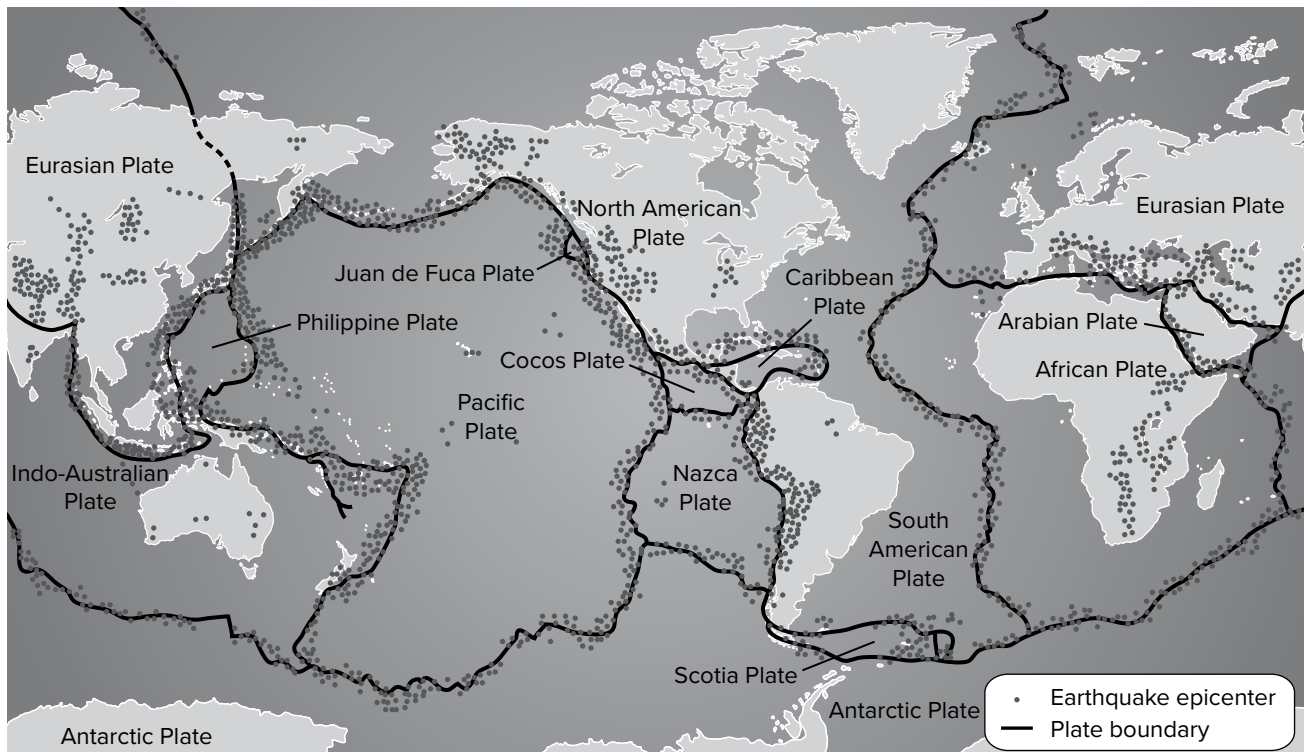 Eurasian Plate
North American
Plate
Eurasian Plate
Juan de Fuca Plate
Caribbean
Plate
Philippine Plate
Arabian Plate
Cocos Plate
African Plate
Pacific
Plate
Indo-Australian
Plate
Nazca
Plate
South
American
Plate
Scotia Plate
Antarctic Plate
Antarctic Plate
Earthquake epicenter
Plate boundary